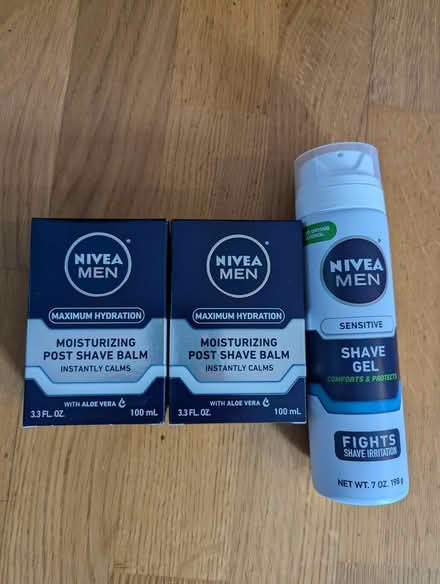 NIVEA
MEN
MAXIMUM HYDRATION
MOISTURIZING
POST SHAVE BALM
INSTANTLY CALMS
WITH ALOE VERA
3.3 FL. OZ. 100 mL
NIVEA
MEN
MAXIMUM HYDRATION
MOISTURIZING
POST SHAVE BALM
INSTANTLY CALMS
WITH ALOE VERA
3.3 FL. OZ. 100 mL
DRYING
ALCOHOL
NIVEA
MEN
SENSITIVE
SHAVE
GEL
COMFORTS & PROTECTS
FIGHTS
SHAVE IRRITATION
NET WT. 7 OZ. 198 g